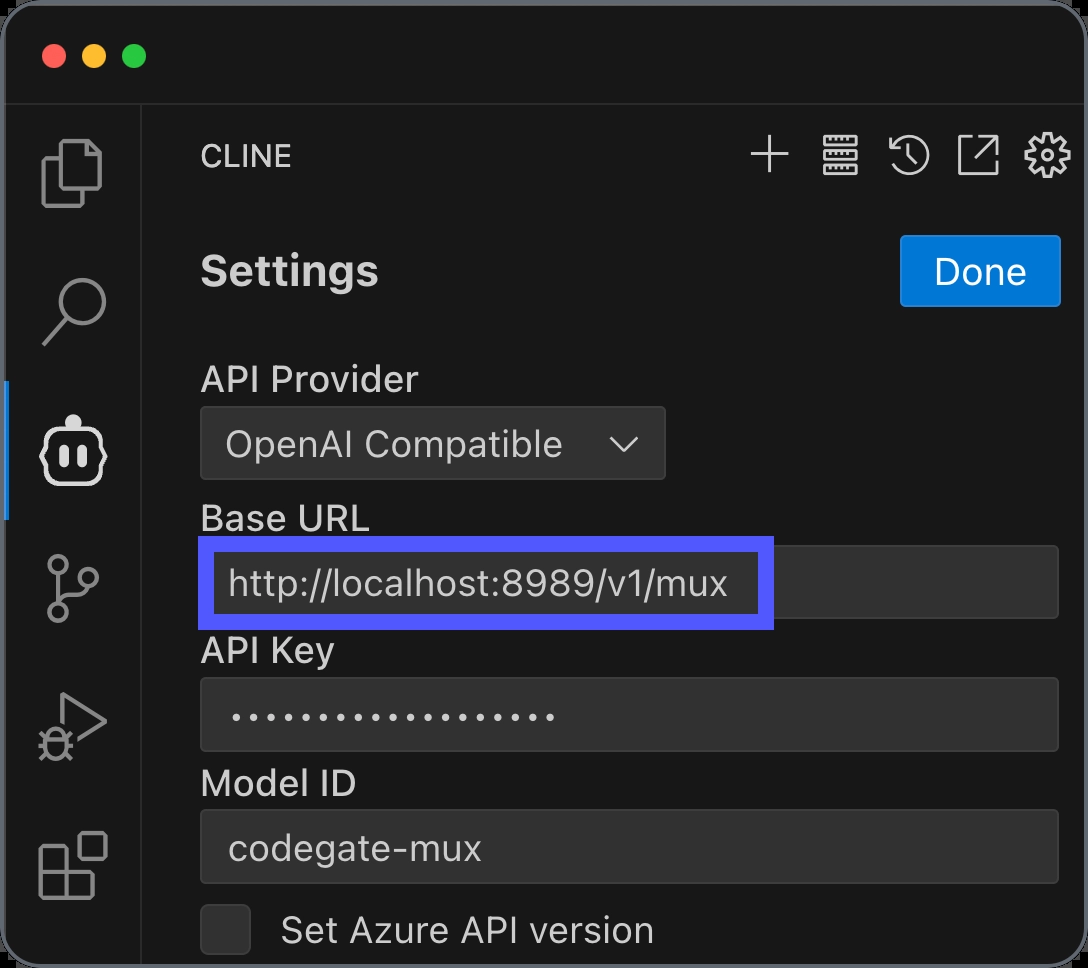 CLINE
Settings
Done
API Provider
OpenAI Compatible
Base URL
http://localhost:8989/v1/mux
API Key
•••••••••••••••••••
Model ID
codegate-mux
Set Azure API version